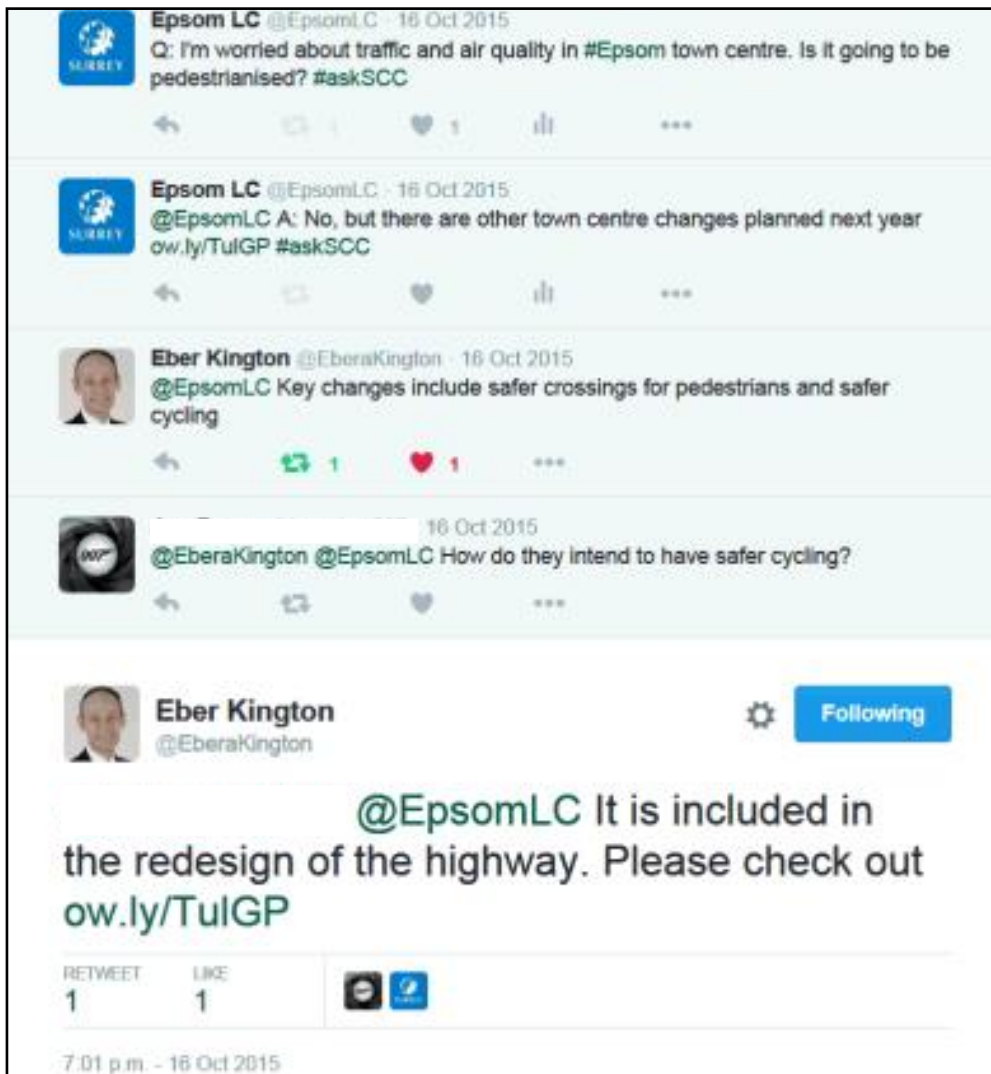 Epsom LC @EpsomLC · 16 Oct 2015
Q: I'm worried about traffic and air quality in #Epsom town centre. Is it going to be
pedestrianised? #askSCC
SURREY
1 1
Epsom LC @EpsomLC · 16 Oct 2015
@EpsomLC A: No, but there are other town centre changes planned next year
ow.ly/TulGP #askSCC
SURREY
Eber Kington @EberaKington · 16 Oct 2015
@EpsomLC Key changes include safer crossings for pedestrians and safer
cycling
1 1
· 16 Oct 2015
@EberaKington @EpsomLC How do they intend to have safer cycling?
007
Eber Kington
@EberaKington
Following
@EpsomLC It is included in
the redesign of the highway. Please check out
ow.ly/TulGP
RETWEET LIKE
1 1
7:01 p.m. - 16 Oct 2015